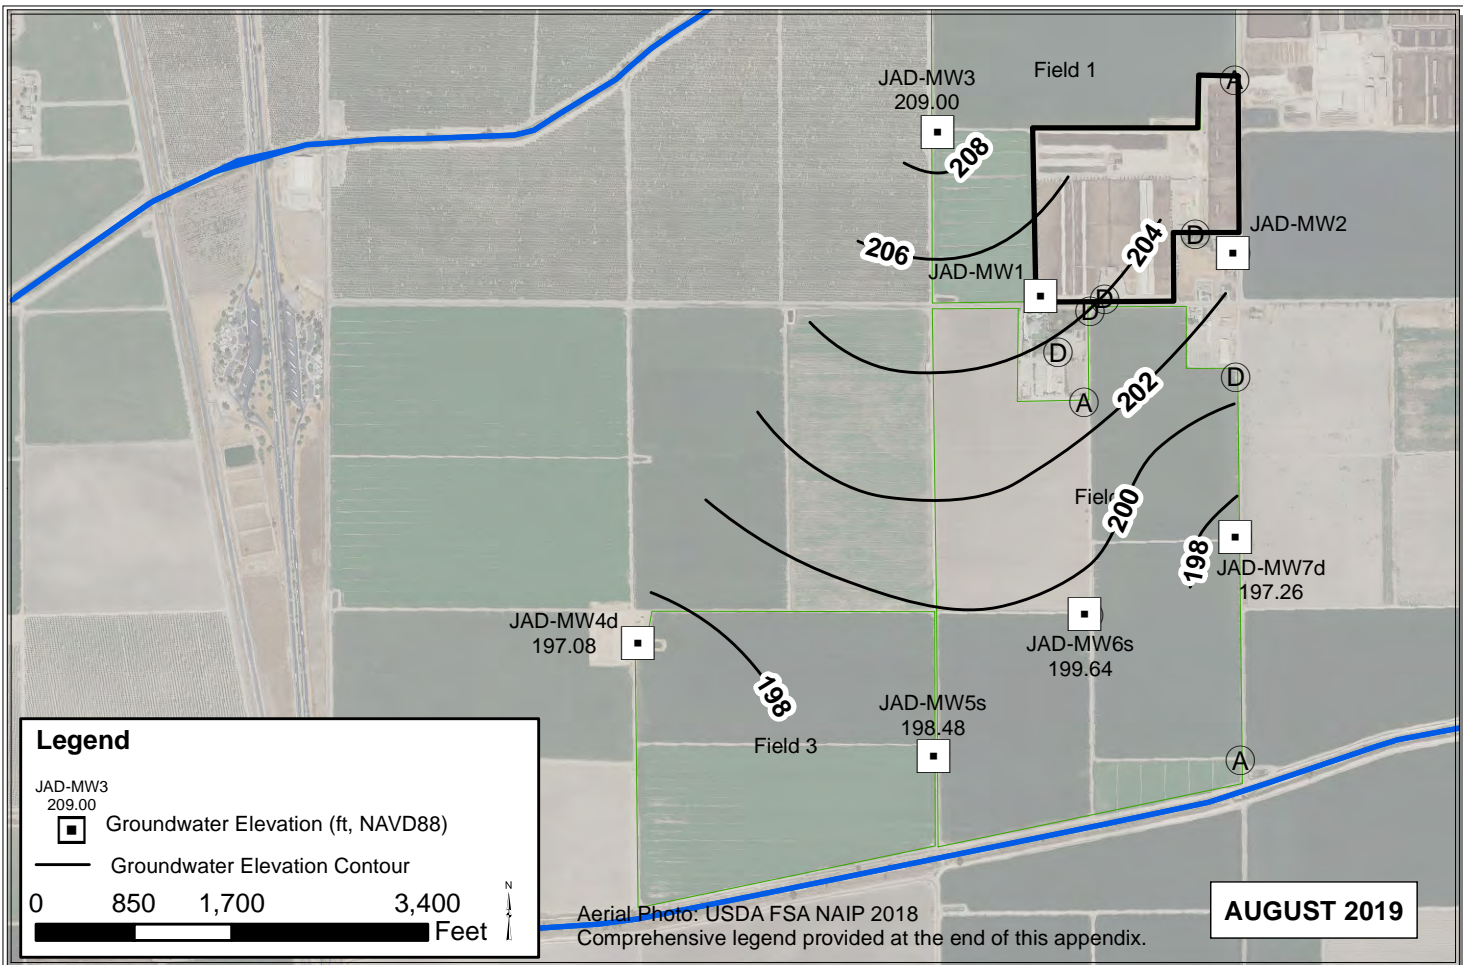 JAD-MW3
209.00
Field 1
A
208
JAD-MW2
D
204
206
JAD-MW1
D
D
D
D
202
A
Field
200
198
JAD-MW7d
197.26
JAD-MW4d
197.08
JAD-MW6s
199.64
198
JAD-MW5s
198.48
Field 3
A
Legend
JAD-MW3
209.00
Groundwater Elevation (ft, NAVD88)
Groundwater Elevation Contour
0 850 1,700 3,400
Feet
N
Aerial Photo: USDA FSA NAIP 2018
Comprehensive legend provided at the end of this appendix.
AUGUST 2019